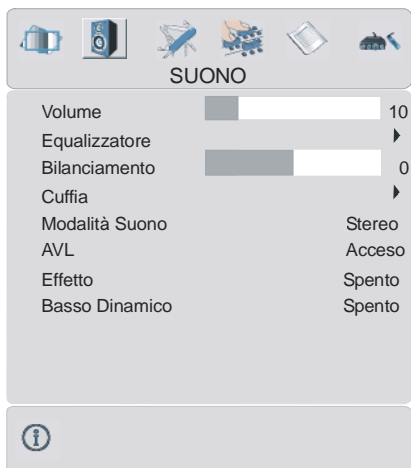 SUONO
Volume 10
Equalizzatore
Bilanciamento 0
Cuffia
Modalità Suono Stereo
AVL Acceso
Effetto Spento
Basso Dinamico Spento